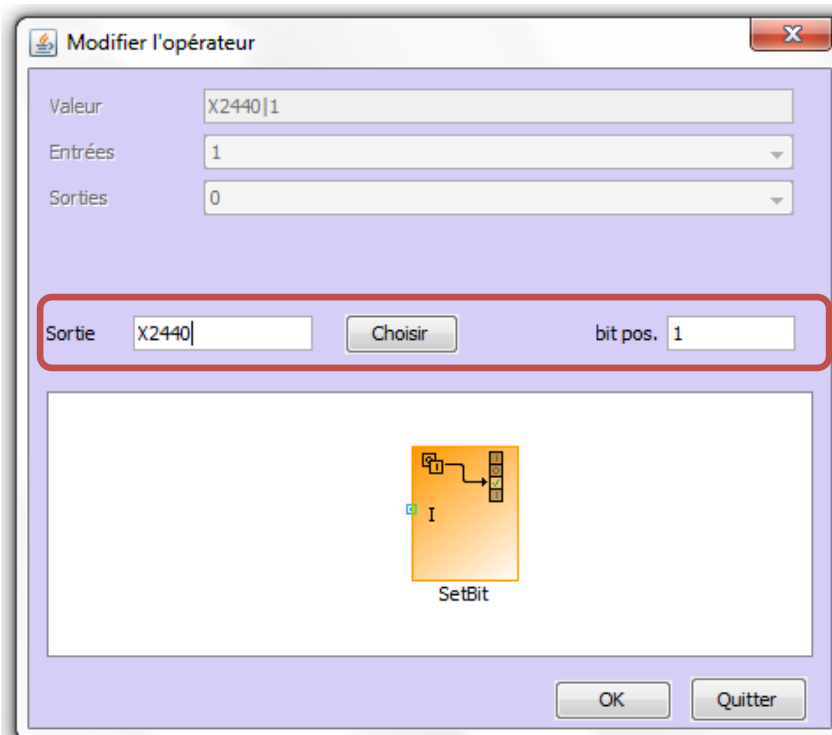 Modifier l'opérateur
Valeur X2440|1
Entrées 1
Sorties 0
Sortie X2440 Choisir bit pos. 1
I
SetBit
OK Quitter